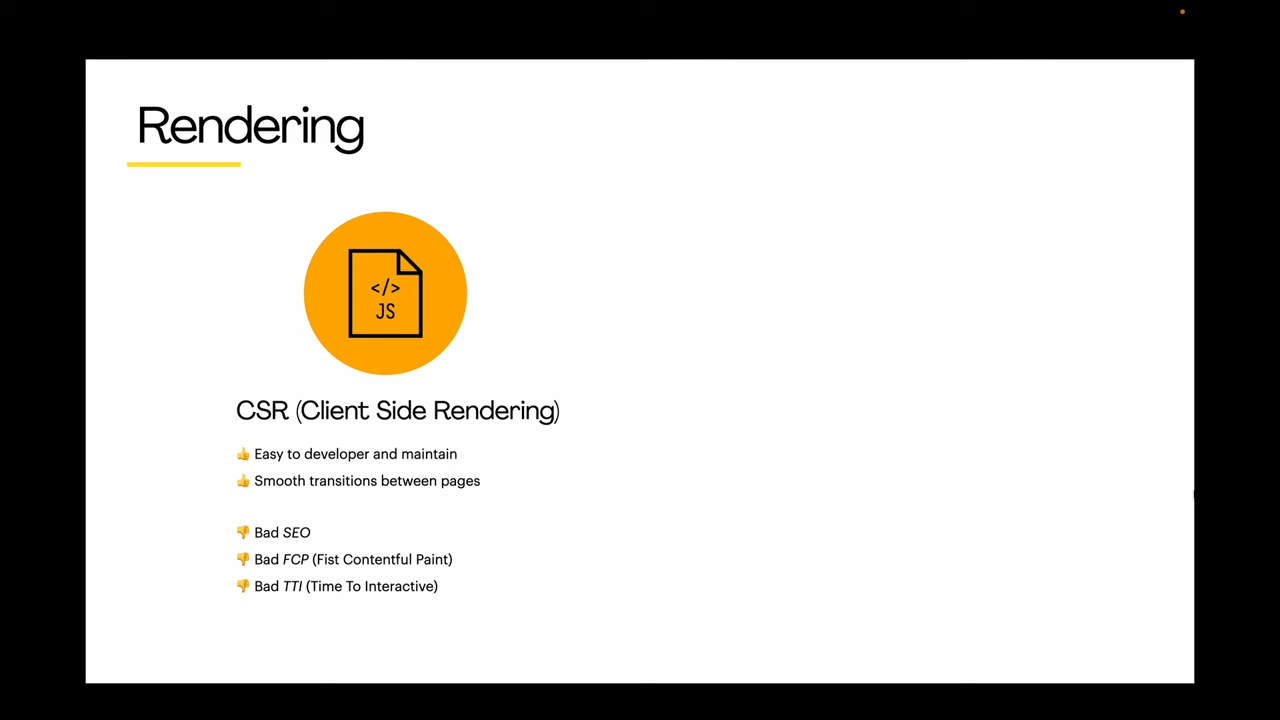 Rendering
</>
JS
CSR (Client Side Rendering)
👍 Easy to developer and maintain
👍 Smooth transitions between pages
👎 Bad SEO
👎 Bad FCP (Fist Contentful Paint)
👎 Bad TTI (Time To Interactive)